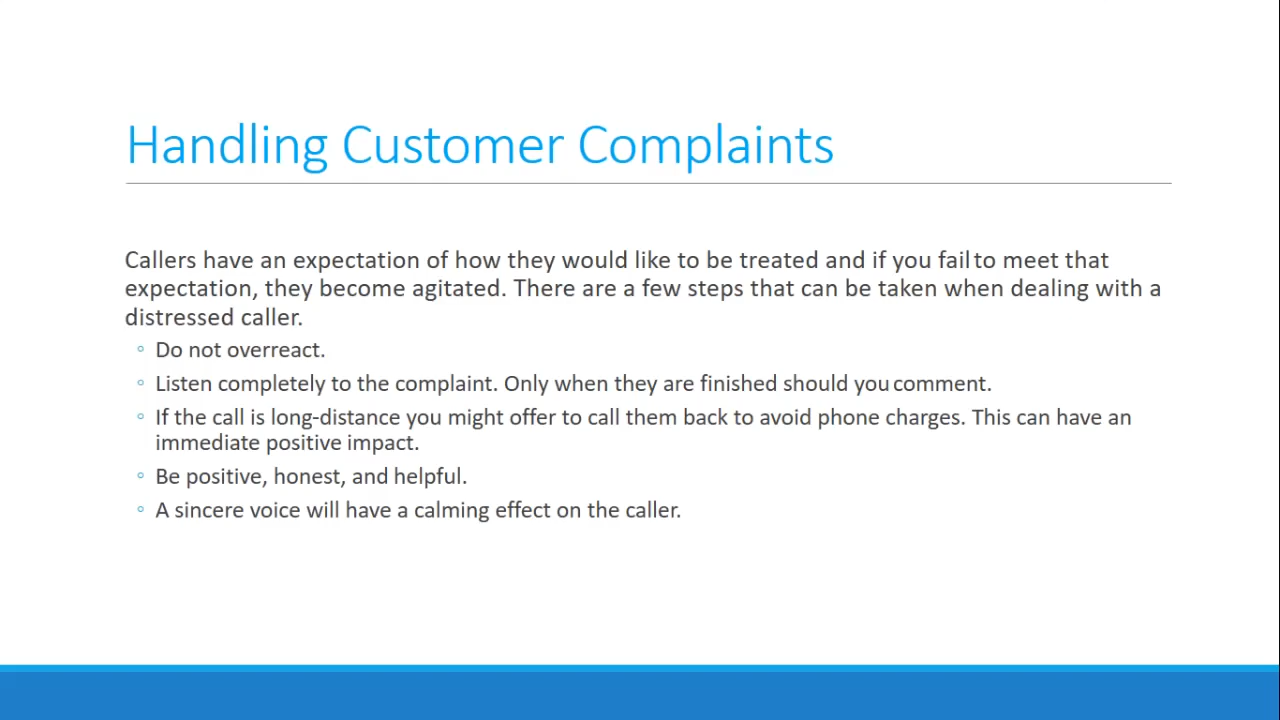 Handling Customer Complaints
Callers have an expectation of how they would like to be treated and if you fail to meet that
expectation, they become agitated. There are a few steps that can be taken when dealing with a
distressed caller.
◦ Do not overreact.
◦ Listen completely to the complaint. Only when they are finished should you comment.
◦ If the call is long-distance you might offer to call them back to avoid phone charges. This can have an
immediate positive impact.
◦ Be positive, honest, and helpful.
◦ A sincere voice will have a calming effect on the caller.